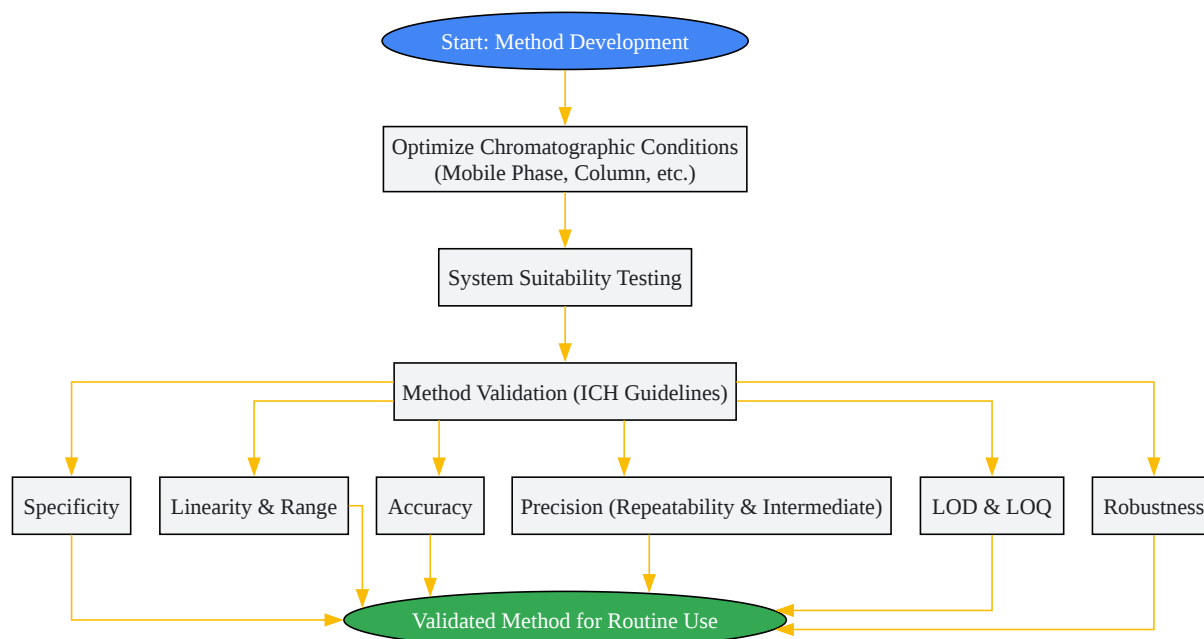 Start: Method Development
Optimize Chromatographic Conditions
(Mobile Phase, Column, etc.)
System Suitability Testing
Method Validation (ICH Guidelines)
Specificity
Linearity & Range
Accuracy
Precision (Repeatability & Intermediate)
LOD & LOQ
Robustness
Validated Method for Routine Use